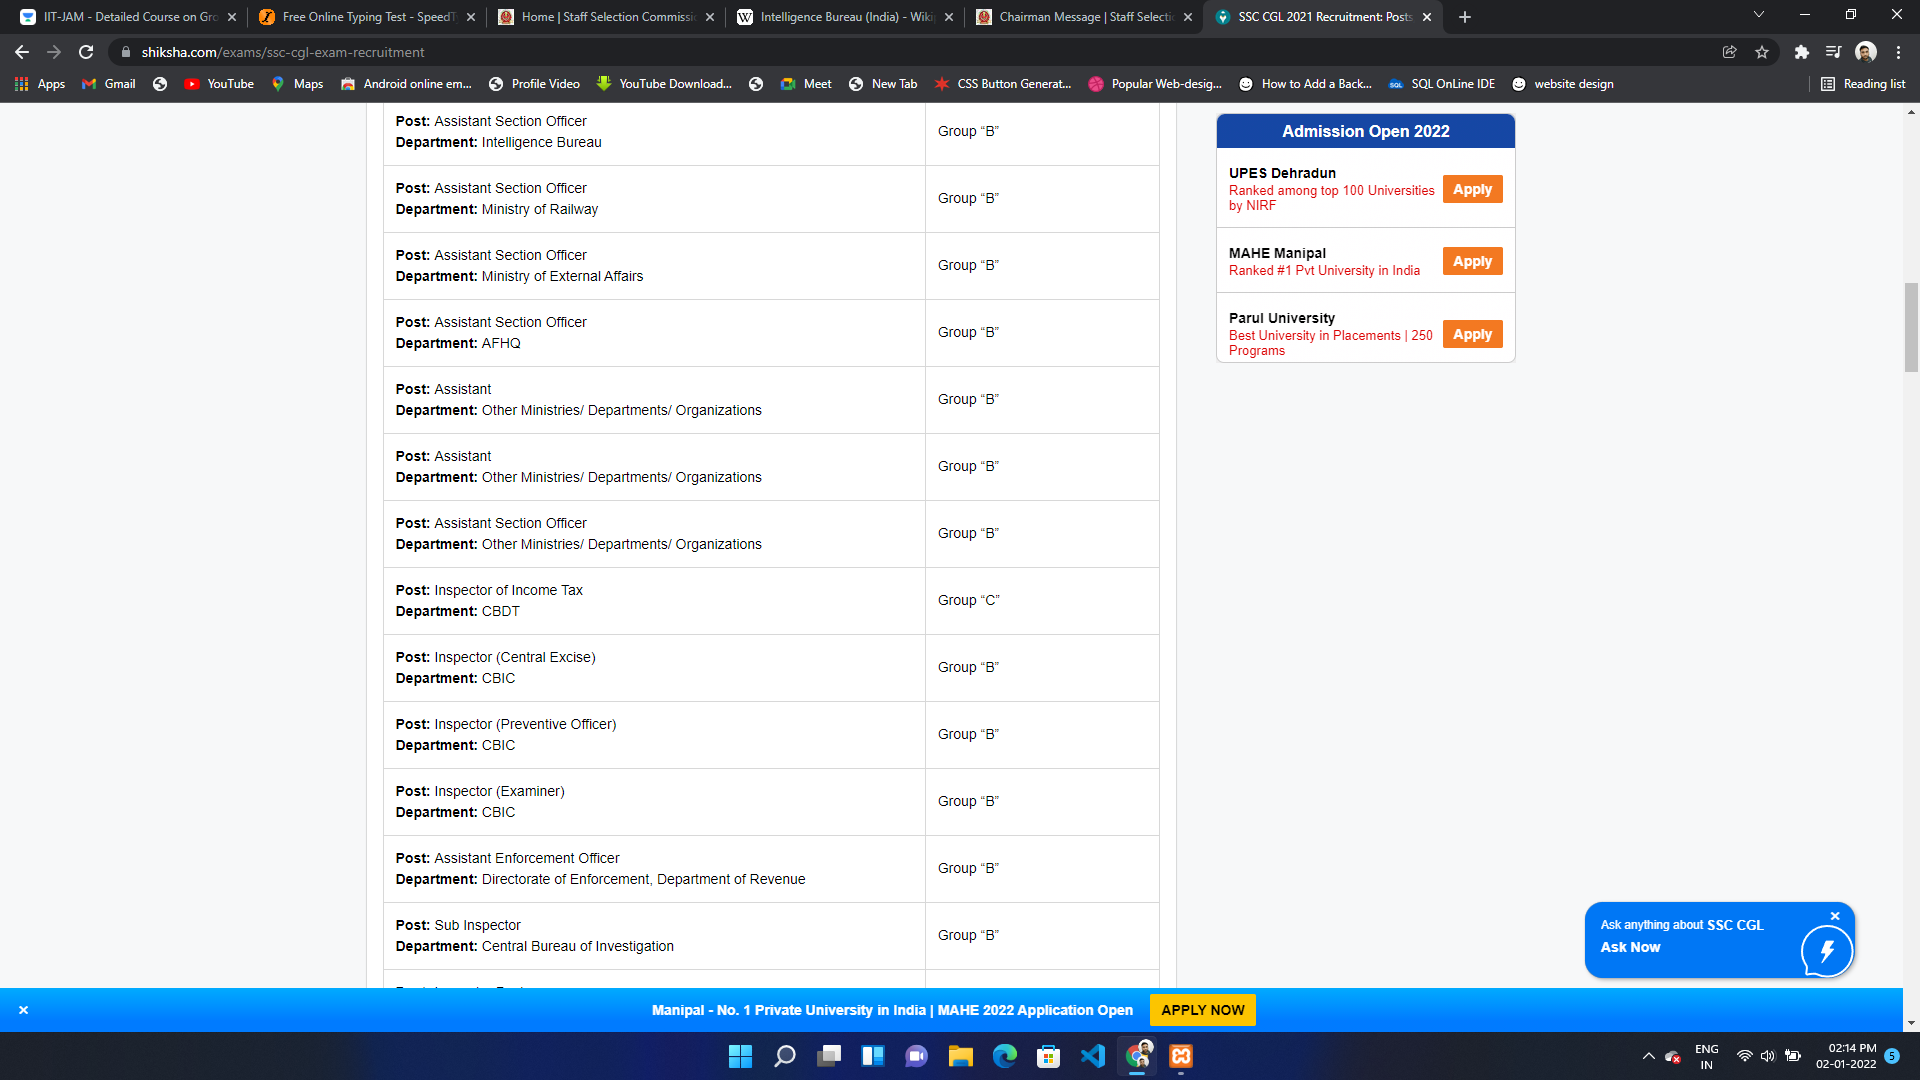 IIT-JAM - Detailed Course on Gro
Free Online Typing Test - SpeedTy
Home | Staff Selection Commissio
Intelligence Bureau (India) - Wikip
Chairman Message | Staff Selectio
SSC CGL 2021 Recruitment: Posts
shiksha.com/exams/ssc-cgl-exam-recruitment
Apps
Gmail
YouTube
Maps
Android online em...
Profile Video
YouTube Download...
Meet
New Tab
CSS Button Generat...
Popular Web-desig...
How to Add a Back...
SQL OnLine IDE
website design
Reading list
Post: Assistant Section Officer
Department: Intelligence Bureau
Group “B”
Post: Assistant Section Officer
Department: Ministry of Railway
Group “B”
Post: Assistant Section Officer
Department: Ministry of External Affairs
Group “B”
Post: Assistant Section Officer
Department: AFHQ
Group “B”
Post: Assistant
Department: Other Ministries/ Departments/ Organizations
Group “B”
Post: Assistant
Department: Other Ministries/ Departments/ Organizations
Group “B”
Post: Assistant Section Officer
Department: Other Ministries/ Departments/ Organizations
Group “B”
Post: Inspector of Income Tax
Department: CBDT
Group “C”
Post: Inspector (Central Excise)
Department: CBIC
Group “B”
Post: Inspector (Preventive Officer)
Department: CBIC
Group “B”
Post: Inspector (Examiner)
Department: CBIC
Group “B”
Post: Assistant Enforcement Officer
Department: Directorate of Enforcement, Department of Revenue
Group “B”
Post: Sub Inspector
Department: Central Bureau of Investigation
Group “B”
Admission Open 2022
UPES Dehradun
Ranked among top 100 Universities
by NIRF
Apply
MAHE Manipal
Ranked #1 Pvt University in India
Apply
Parul University
Best University in Placements | 250
Programs
Apply
Ask anything about SSC CGL
Ask Now
Manipal - No. 1 Private University in India | MAHE 2022 Application Open
APPLY NOW
ENG
IN
02:14 PM
02-01-2022
5